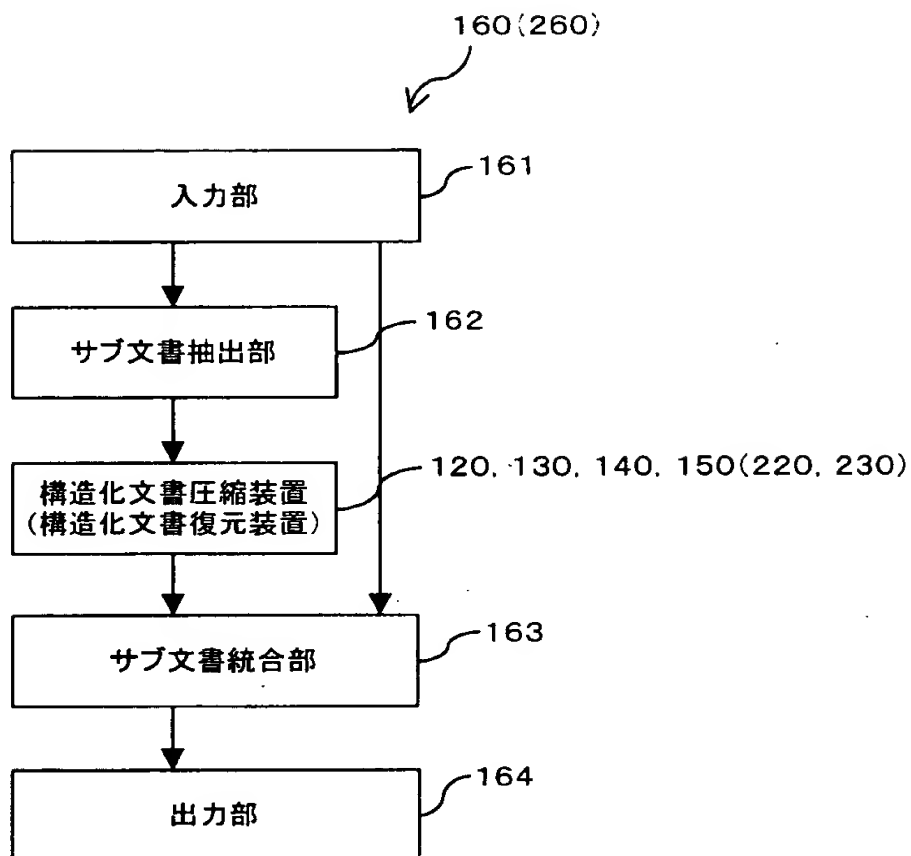 160(260)
入力部
161
サブ文書抽出部
162
構造化文書圧縮装置
(構造化文書復元装置)
120, 130, 140, 150(220, 230)
サブ文書統合部
163
出力部
164